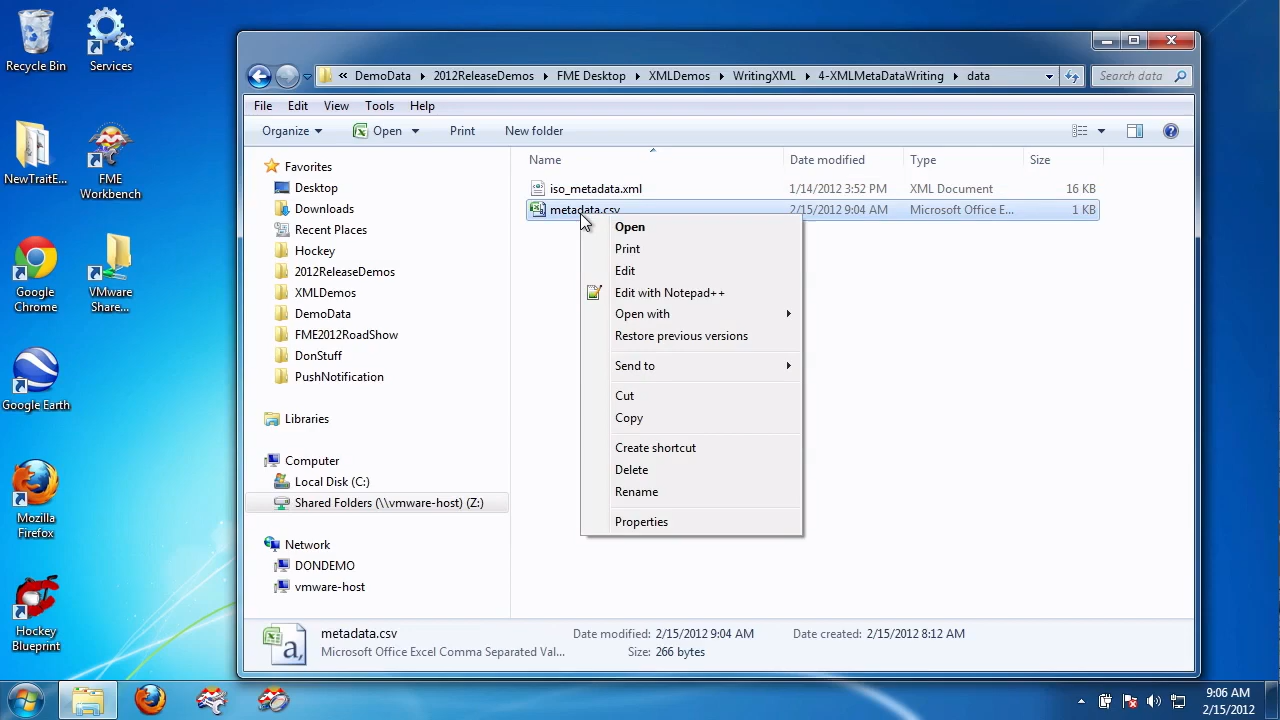 Recycle Bin
Services
NewTraitE...
FME
Workbench
Google
Chrome
VMware
Share...
Google Earth
Mozilla
Firefox
Hockey
Blueprint
« DemoData 2012ReleaseDemos FME Desktop XMLDemos WritingXML 4-XMLMetaDataWriting data
Search data
File Edit View Tools Help
Organize Open Print New folder
Favorites
Desktop
Downloads
Recent Places
Hockey
2012ReleaseDemos
XMLDemos
DemoData
FME2012RoadShow
DonStuff
PushNotification
Libraries
Computer
Local Disk (C:)
Shared Folders (\\vmware-host) (Z:)
Network
DONDEMO
vmware-host
Name Date modified Type Size
iso_metadata.xml 1/14/2012 3:52 PM XML Document 16 KB
metadata.csv 2/15/2012 9:04 AM Microsoft Office E... 1 KB
Open
Print
Edit
Edit with Notepad++
Open with
Restore previous versions
Send to
Cut
Copy
Create shortcut
Delete
Rename
Properties
metadata.csv Date modified: 2/15/2012 9:04 AM Date created: 2/15/2012 8:12 AM
Microsoft Office Excel Comma Separated Val... Size: 266 bytes
9:06 AM
2/15/2012